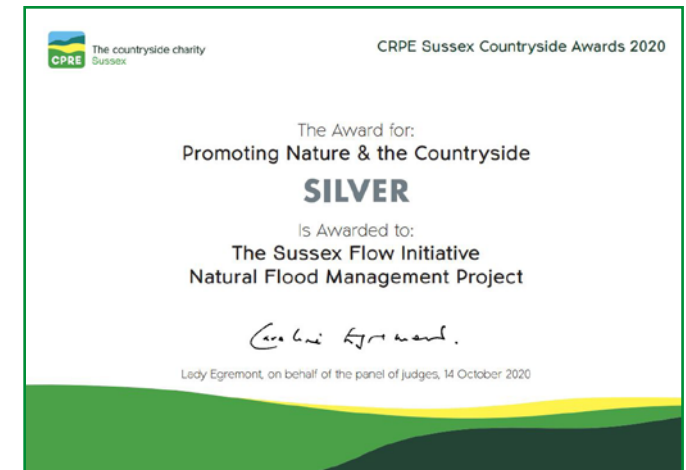 CPRE
The countryside charity
Sussex
CRPE Sussex Countryside Awards 2020
The Award for:
Promoting Nature & the Countryside
SILVER
Is Awarded to:
The Sussex Flow Initiative
Natural Flood Management Project
Caroline Egremont.
Lady Egremont, on behalf of the panel of judges, 14 October 2020